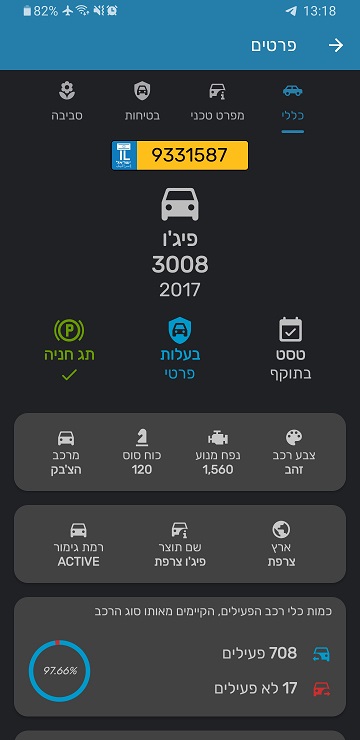 82%
13:18
פרטים
כללי
מפרט טכני
בטיחות
סביבה
9331587
פיג'ו
3008
2017
טסט
בתוקף
בעלות
פרטי
תג חניה
צבע רכב
זהב
נפח מנוע
1,560
כוח סוס
120
מרכב
הצ'בק
ארץ
צרפת
שם תוצר
פיג'ו צרפת
רמת גימור
ACTIVE
כמות כלי רכב הפעילים, הקיימים מאותו סוג הרכב
708 פעילים
17 לא פעילים
97.66%